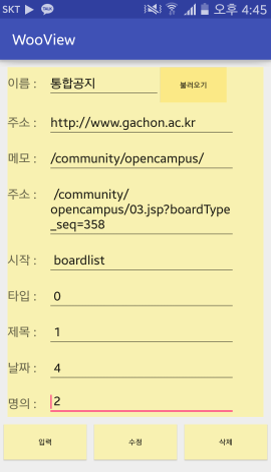 SKT 오후 4:45
WooView
이름 : 통합공지 불러오기
주소 : http://www.gachon.ac.kr
메모 : /community/opencampus/
주소 : /community/
opencampus/03.jsp?boardType
_seq=358
시작 : boardlist
타입 : 0
제목 : 1
날짜 : 4
명의 : 2
입력 수정 삭제